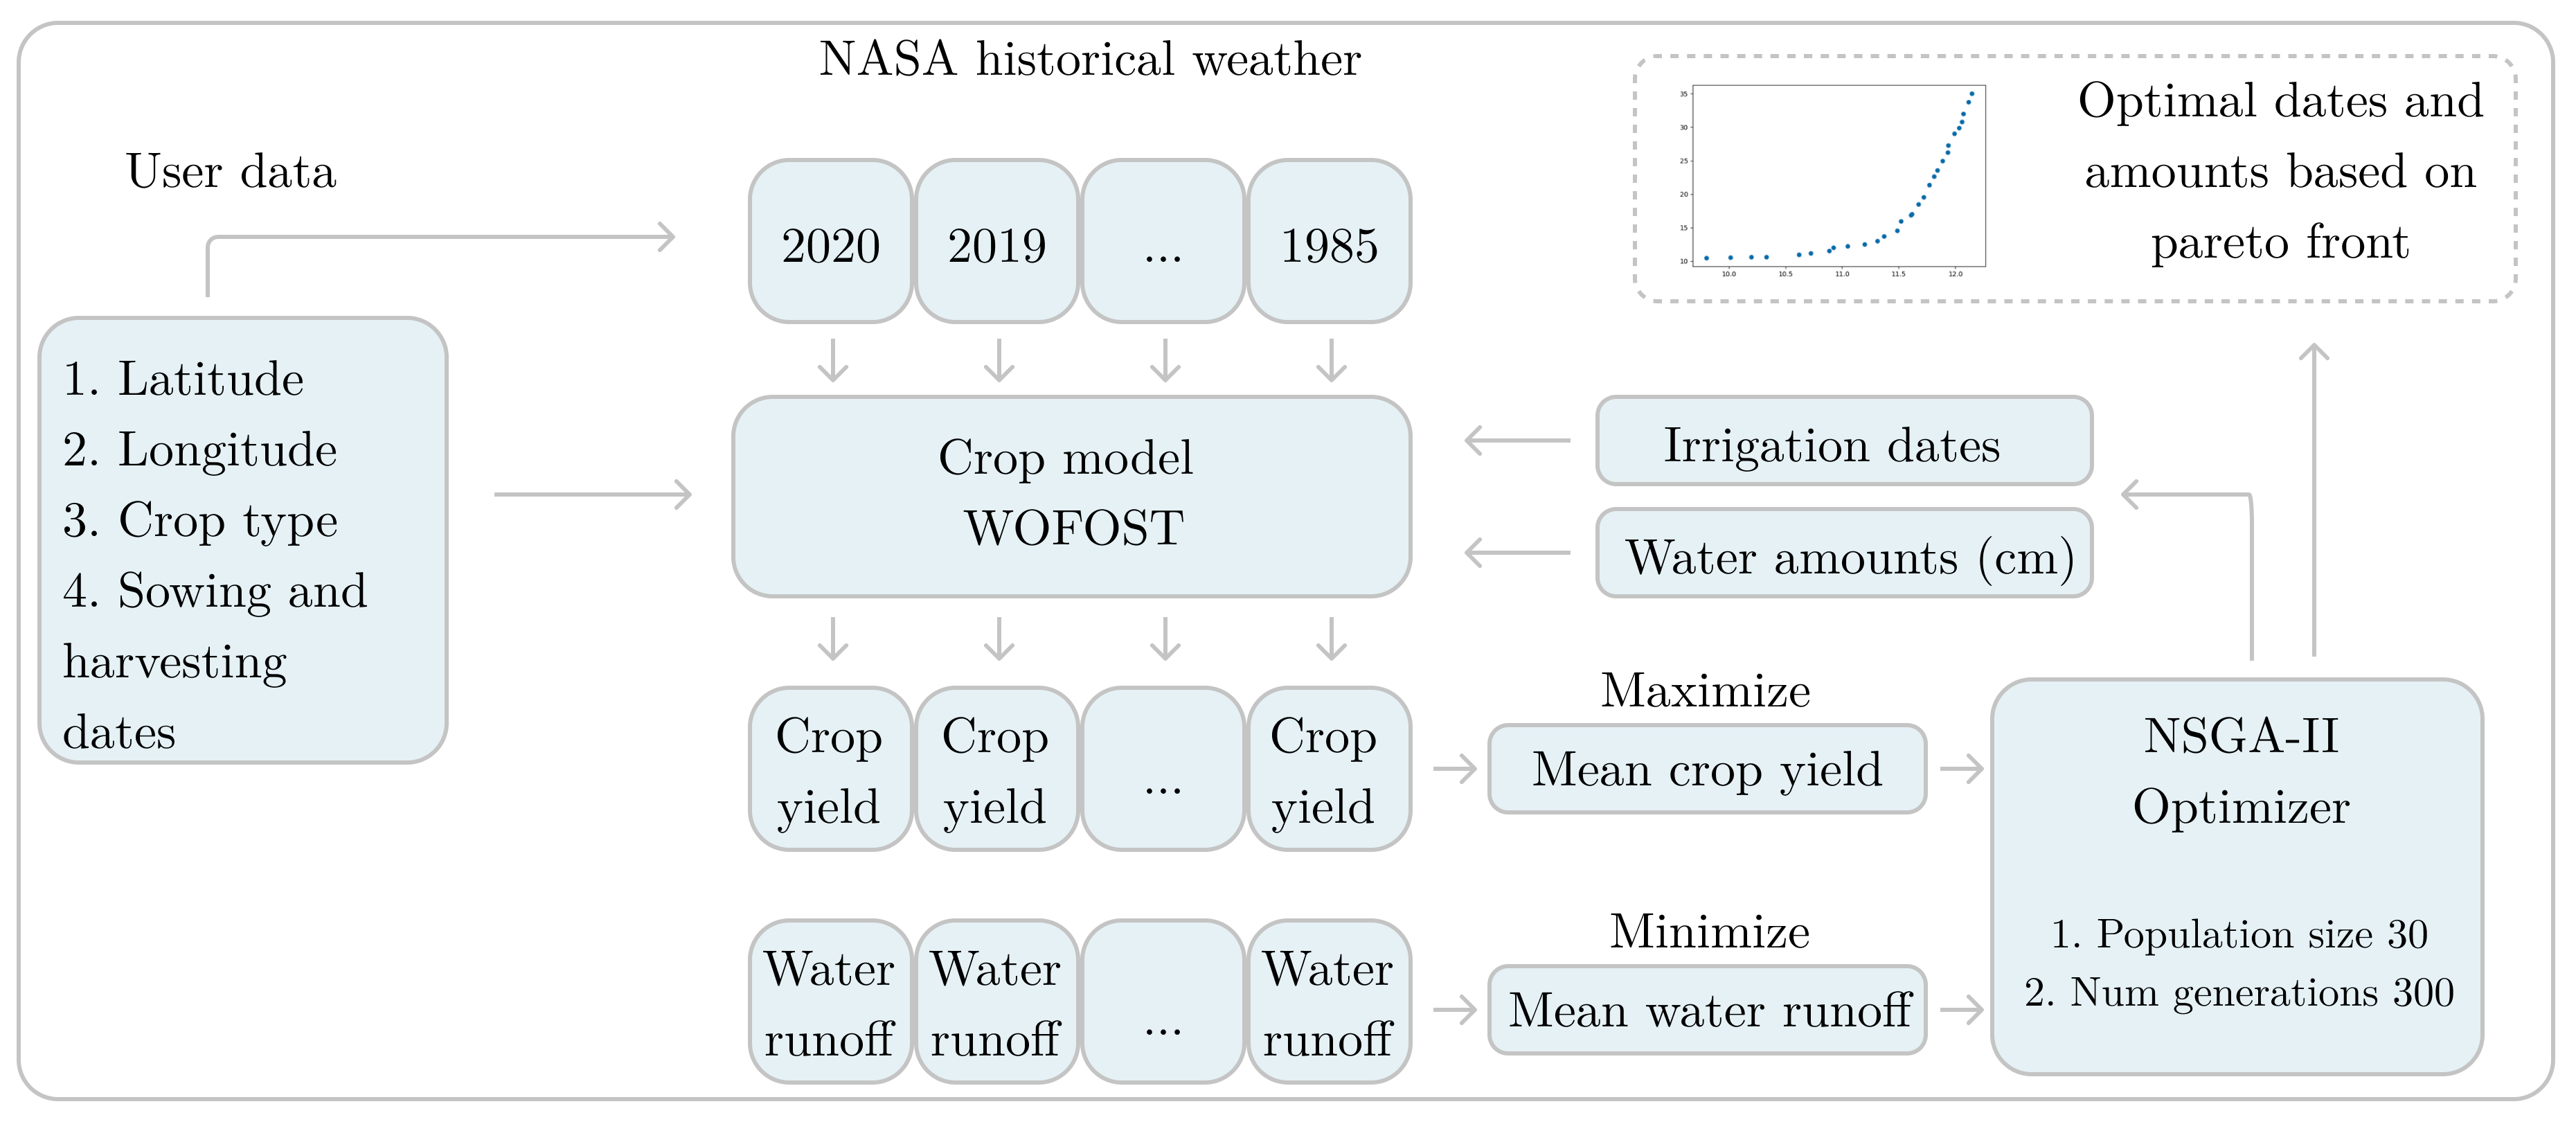 NASA historical weather
User data
1. Latitude
2. Longitude
3. Crop type
4. Sowing and
harvesting
dates
2020
2019
...
1985
Crop model
WOFOST
Irrigation dates
Water amounts (cm)
35
30
25
20
15
10
10.0
10.5
11.0
11.5
12.0
Optimal dates and
amounts based on
pareto front
Crop
yield
Crop
yield
...
Crop
yield
Maximize
Mean crop yield
Water
runoff
Water
runoff
...
Water
runoff
Minimize
Mean water runoff
NSGA-II
Optimizer
1. Population size 30
2. Num generations 300